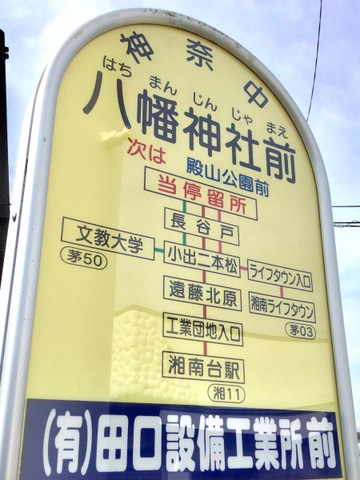 神奈中
はち まん じん じゃ まえ
八幡神社前
次は 殿山公園前
当停留所
長谷戸
文教大学
茅50
小出二本松
ライフタウン入口
遠藤北原
湘南ライフタウン
茅03
工業団地入口
湘南台駅
湘11
(有)田口設備工業所前